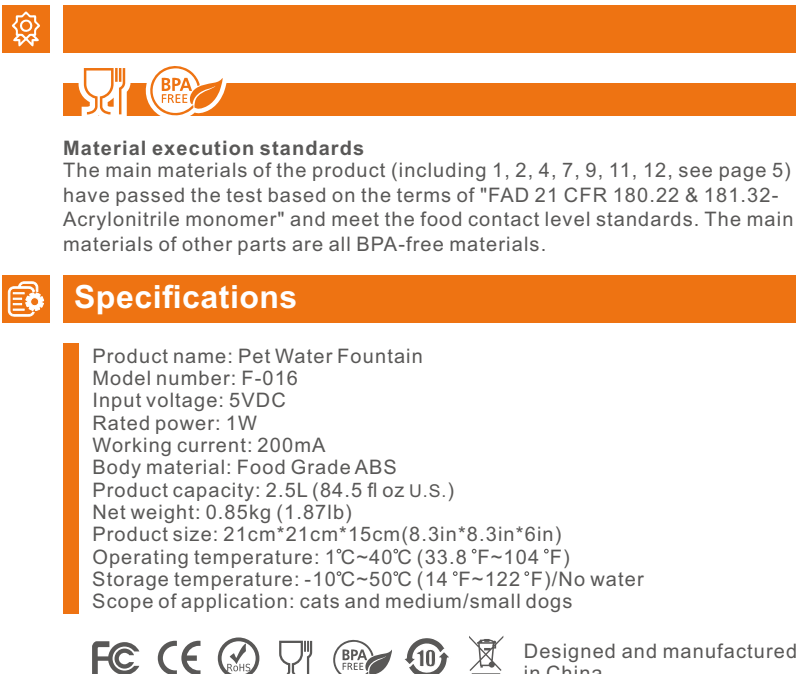 BPA
FREE
Material execution standards
The main materials of the product (including 1, 2, 4, 7, 9, 11, 12, see page 5)
have passed the test based on the terms of "FAD 21 CFR 180.22 & 181.32-
Acrylonitrile monomer" and meet the food contact level standards. The main
materials of other parts are all BPA-free materials.
Specifications
Product name: Pet Water Fountain
Model number: F-016
Input voltage: 5VDC
Rated power: 1W
Working current: 200mA
Body material: Food Grade ABS
Product capacity: 2.5L (84.5 fl oz U.S.)
Net weight: 0.85kg (1.87lb)
Product size: 21cm*21cm*15cm(8.3in*8.3in*6in)
Operating temperature: 1℃~40℃ (33.8 °F~104 °F)
Storage temperature: -10℃~50℃ (14 °F~122 °F)/No water
Scope of application: cats and medium/small dogs
FC CE RoHS BPA FREE 10 Designed and manufactured
in China